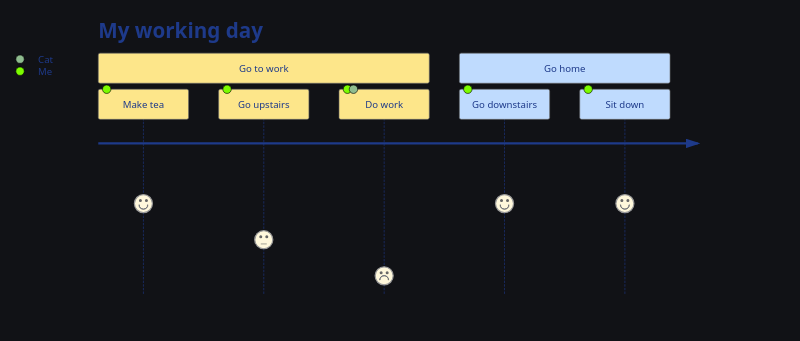 My working day
Cat
Me
Go to work
Go home
Make tea
Go upstairs
Do work
Go downstairs
Sit down